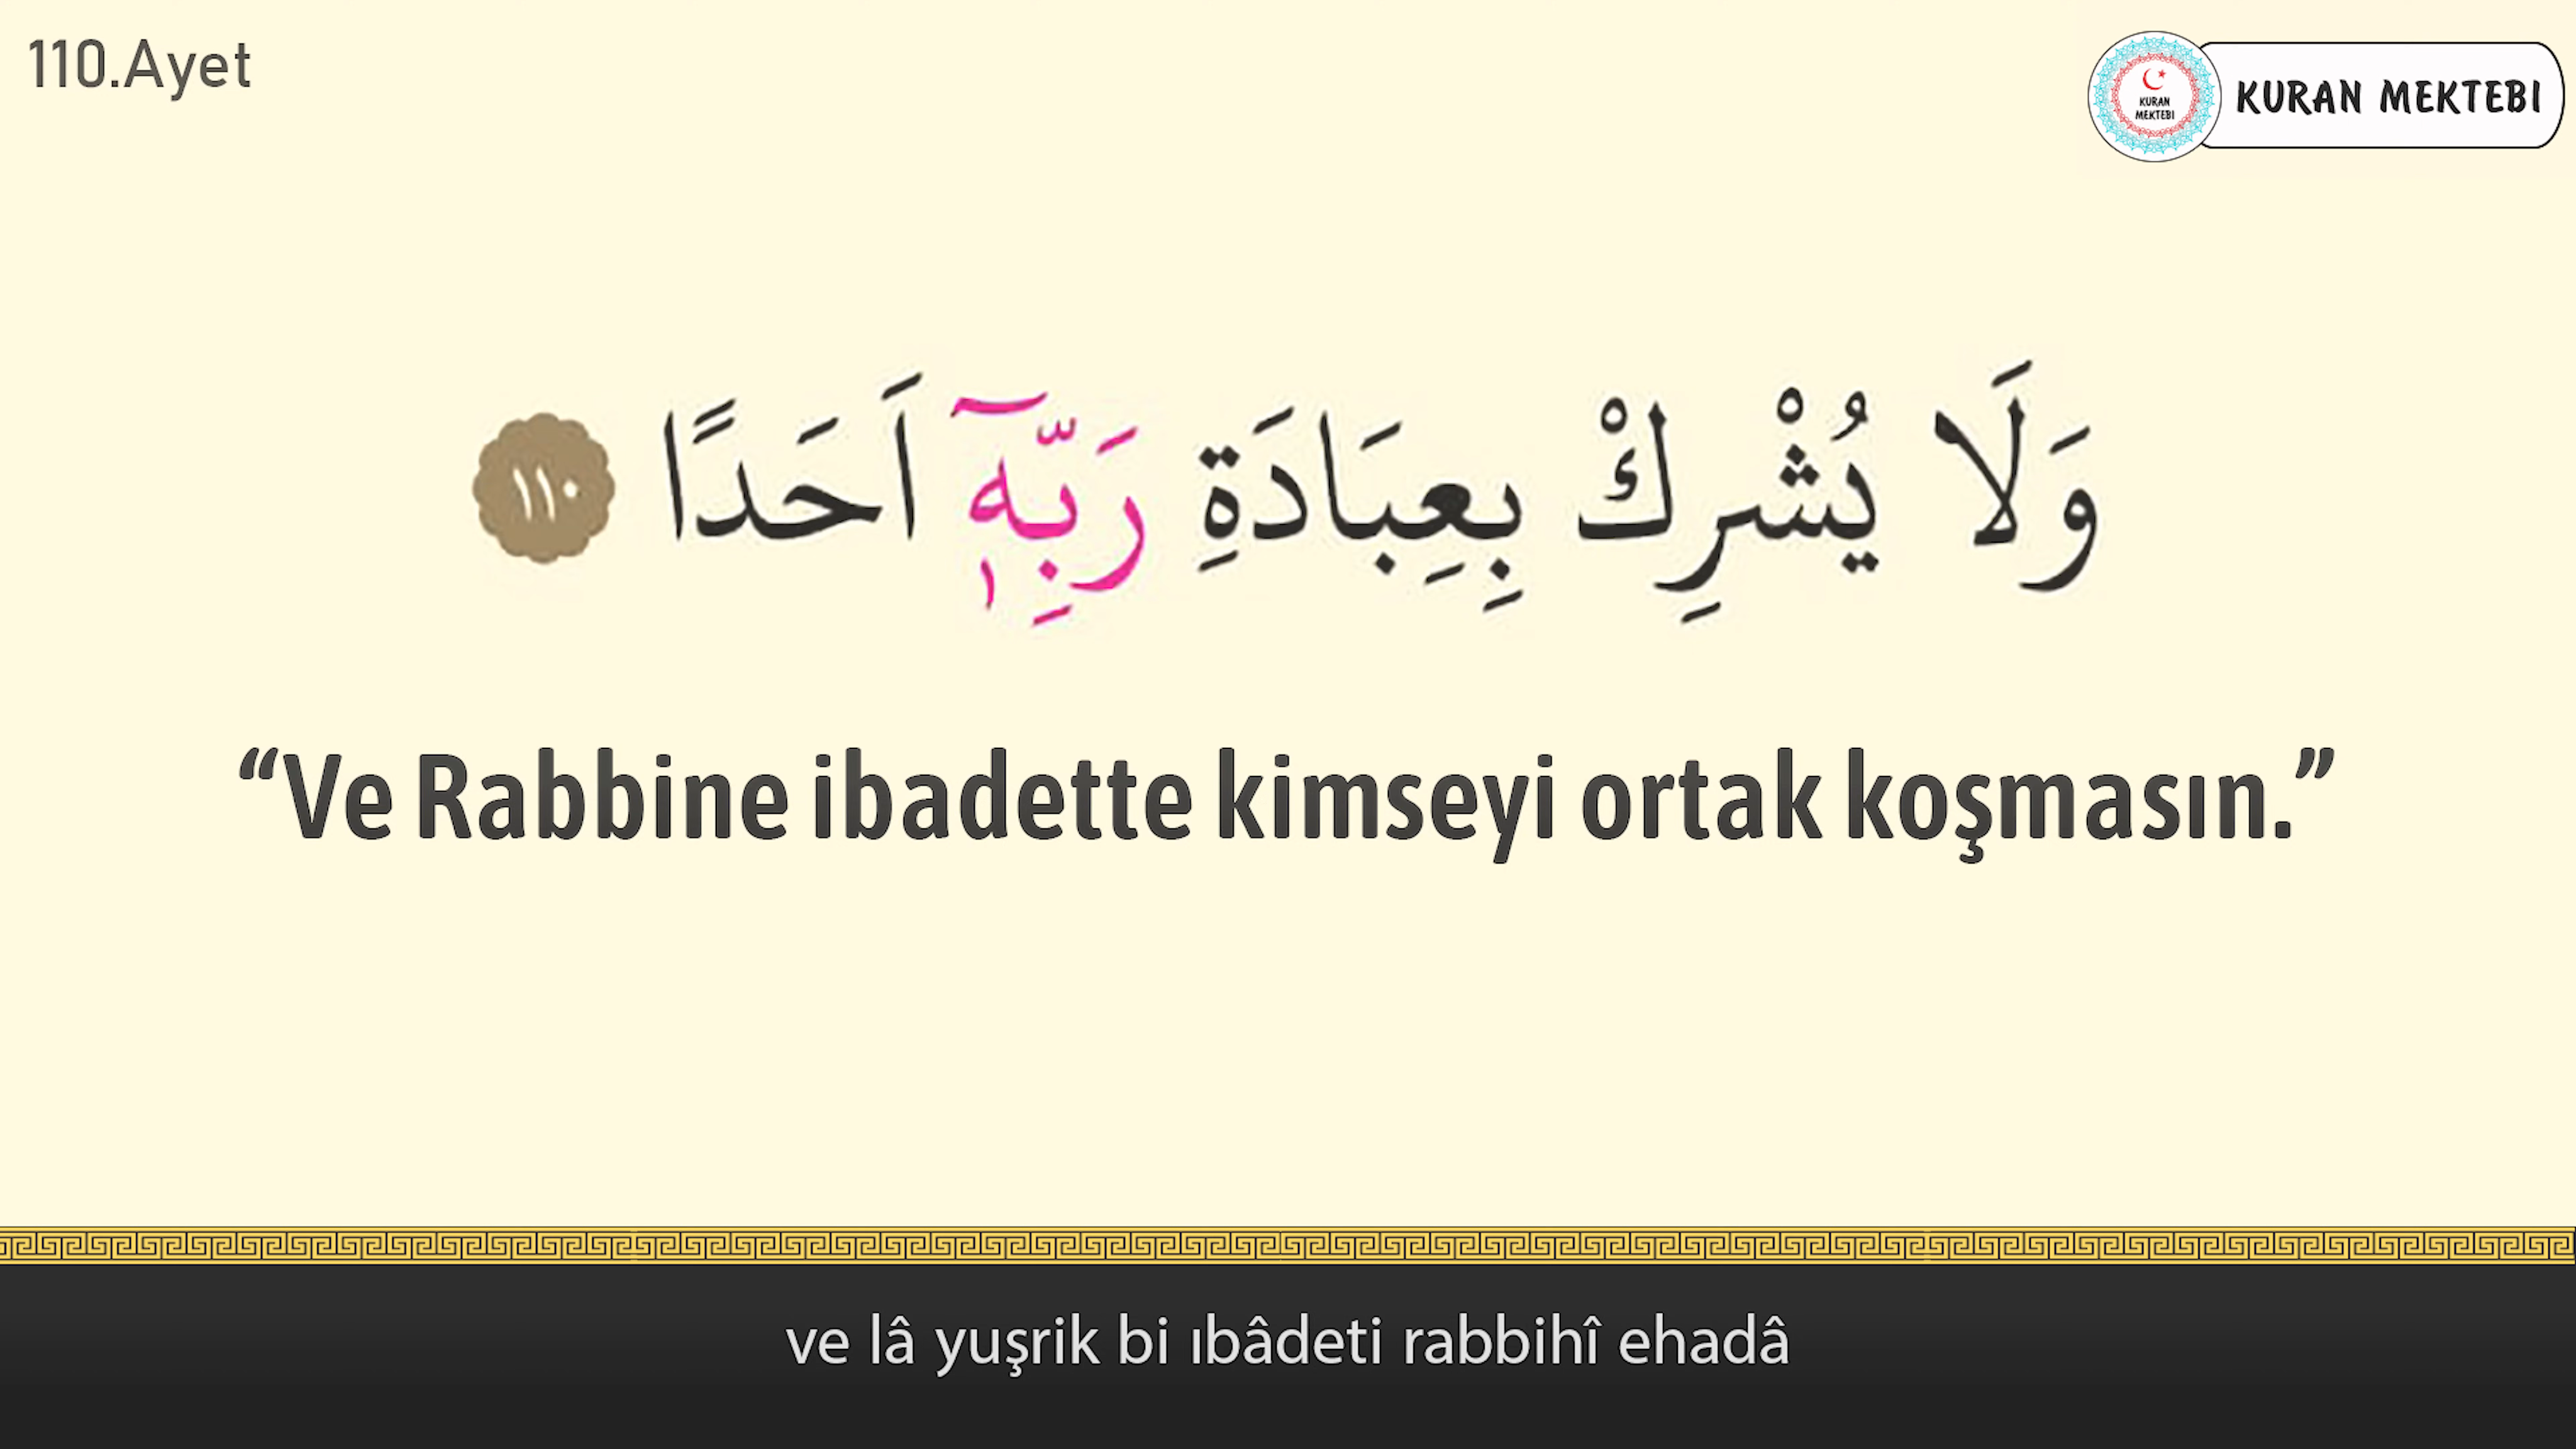 110.Ayet
KURAN
MEKTEBI
KURAN MEKTEBI
وَلَا يُشْرِكْ بِعِبَادَةِ رَبِّه۪ٓ اَحَدًا ١١٠
“Ve Rabbine ibadette kimseyi ortak koşmasın.”
ve lâ yuşrik bi ıbâdeti rabbihî ehadâ